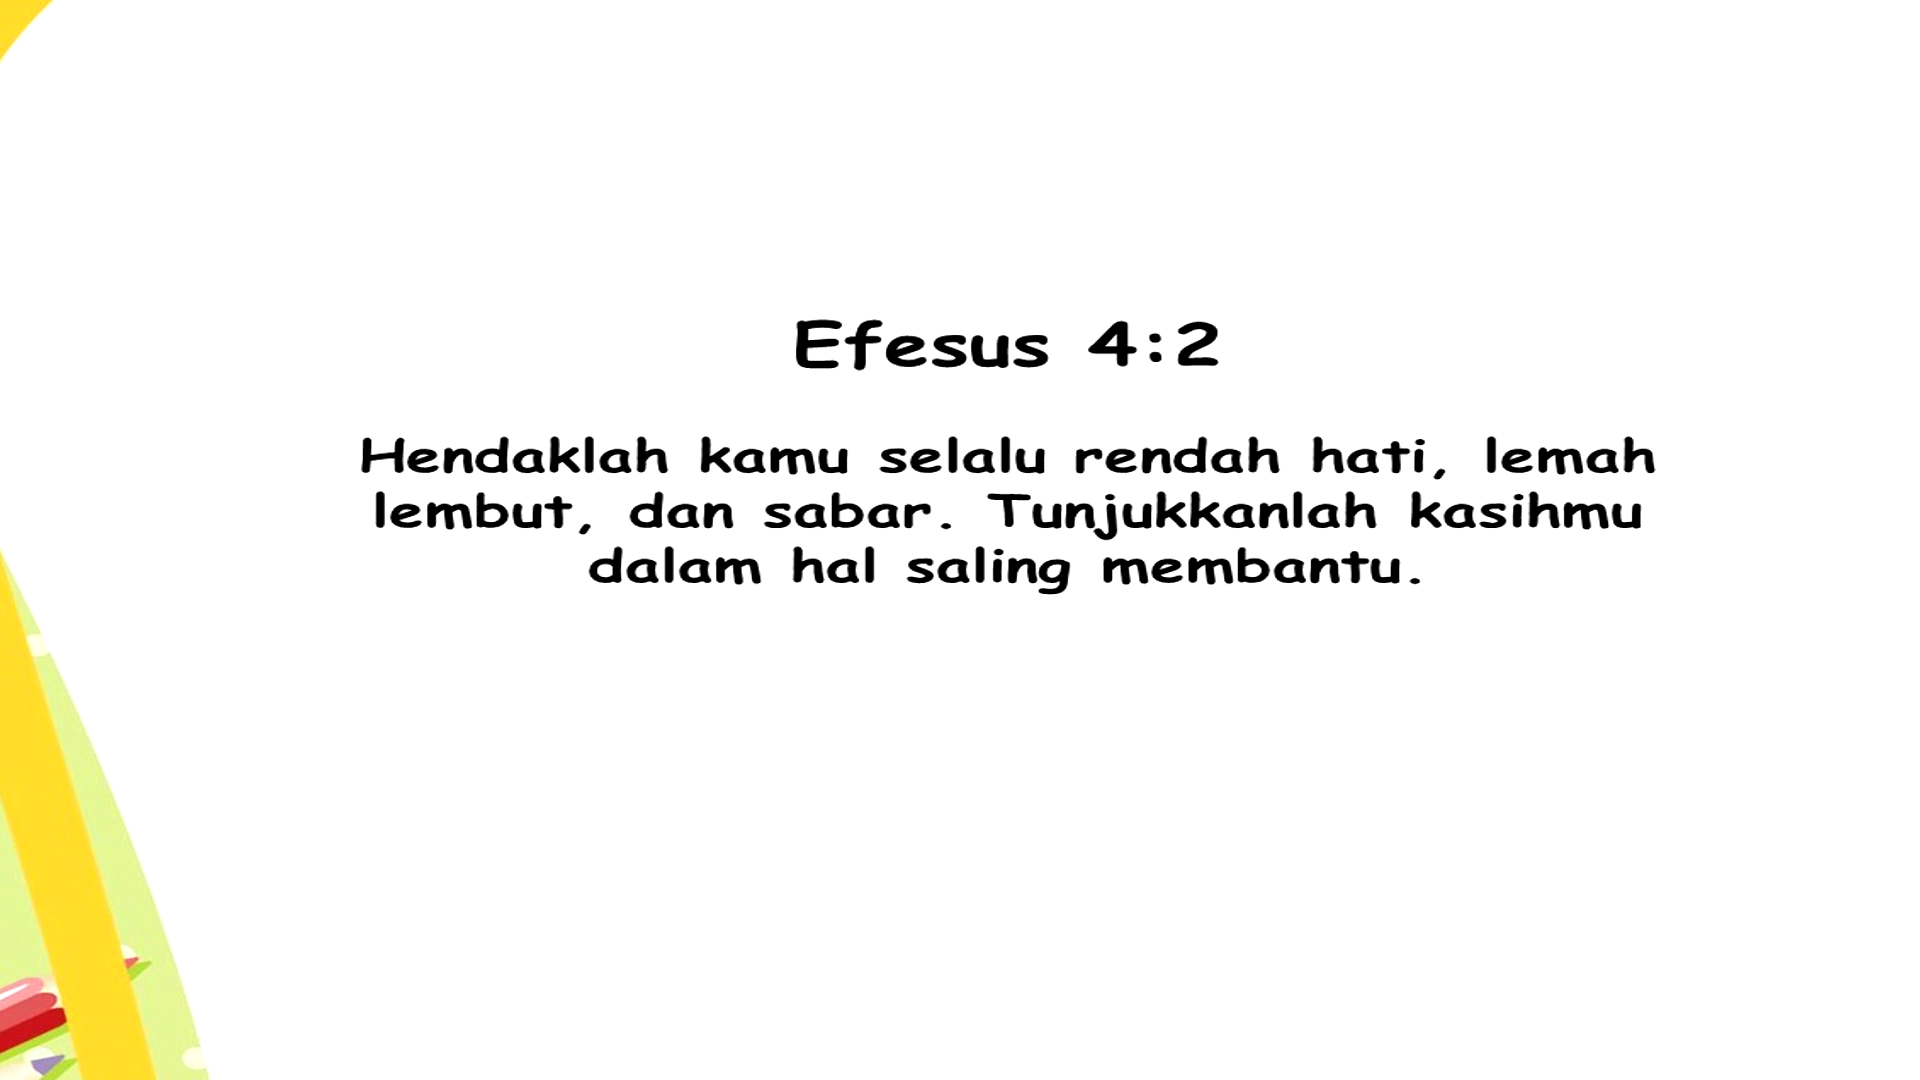 Efesus 4:2
Hendaklah kamu selalu rendah hati, lemah
lembut, dan sabar. Tunjukkanlah kasihmu
dalam hal saling membantu.